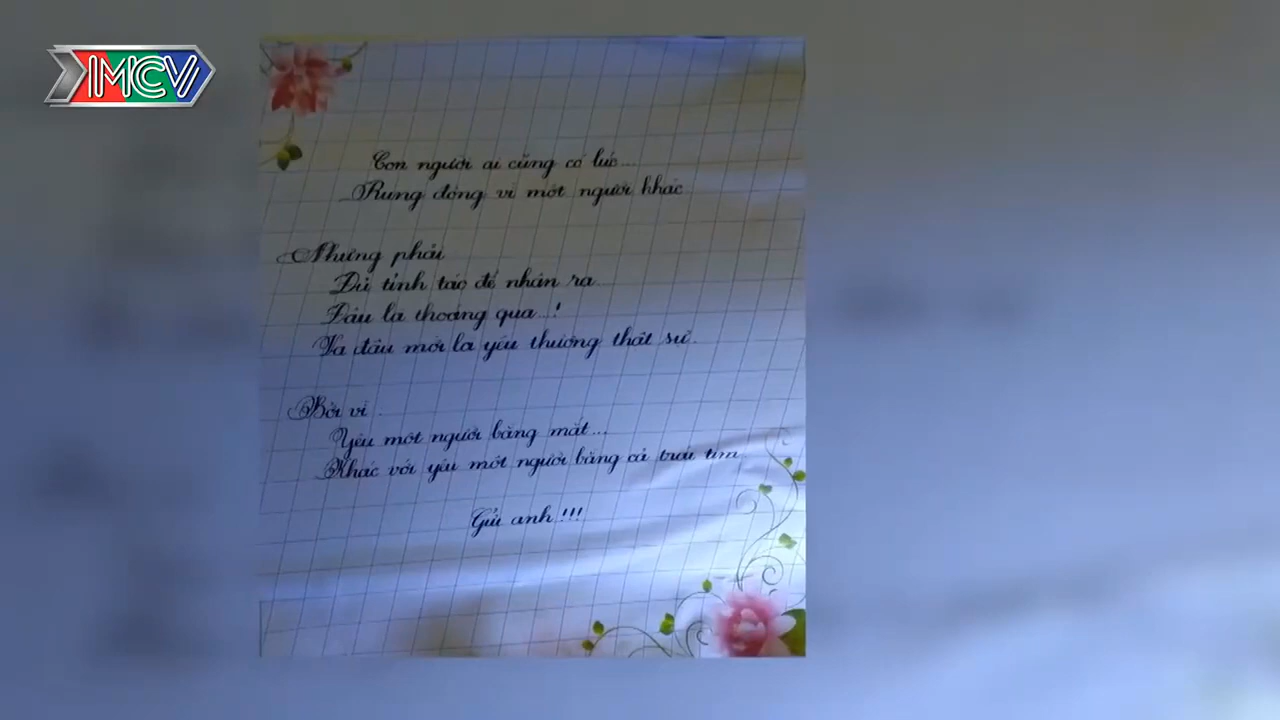 MCV
Con người ai cũng có lúc...
Rung động vì một người khác
Nhưng phải
Đủ tỉnh táo để nhận ra
Đâu là thoáng qua...!
Và đâu mới là yêu thương thật sự.
Bởi vì
Yêu một người bằng mắt...
Khác với yêu một người bằng cả trái tim
Gửi anh!!!